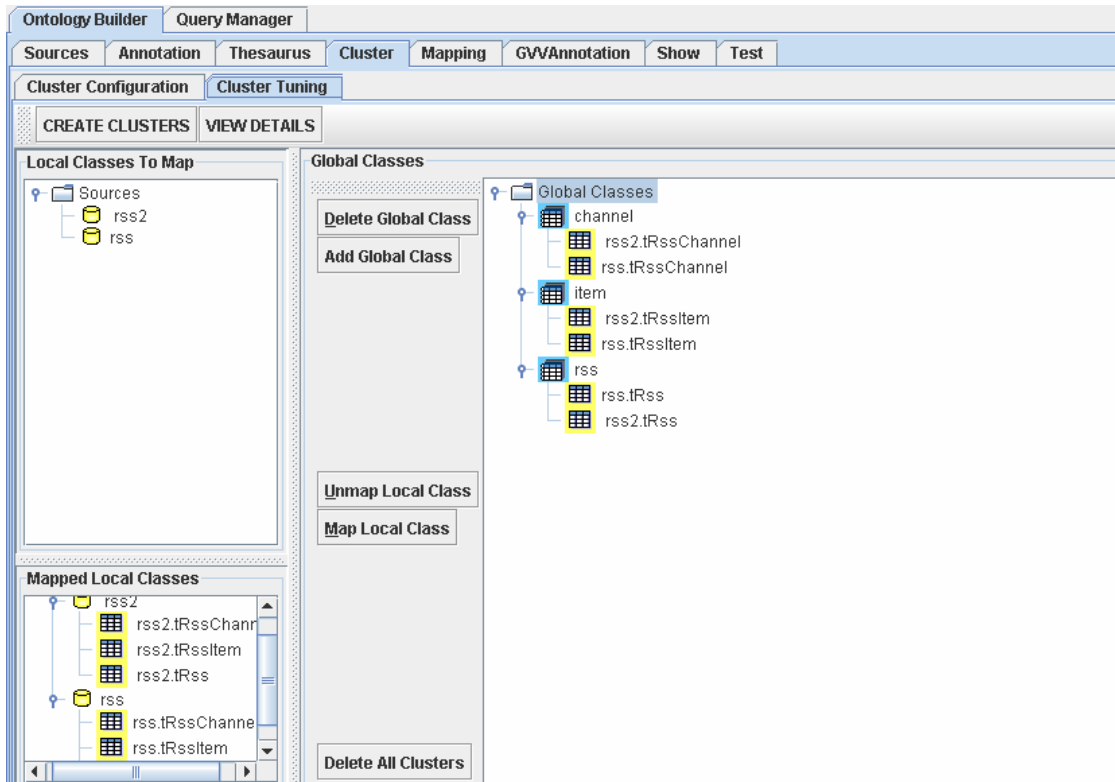 Ontology Builder Query Manager
Sources Annotation Thesaurus Cluster Mapping GVVAnnotation Show Test
Cluster Configuration Cluster Tuning
CREATE CLUSTERS VIEW DETAILS
Local Classes To Map
Sources
rss2
rss
Mapped Local Classes
rss2
rss2.tRssChanr
rss2.tRssItem
rss2.tRss
rss
rss.tRssChanne
rss.tRssItem
Global Classes
Delete Global Class
Add Global Class
Unmap Local Class
Map Local Class
Delete All Clusters
Global Classes
channel
rss2.tRssChannel
rss.tRssChannel
item
rss2.tRssItem
rss.tRssItem
rss
rss.tRss
rss2.tRss